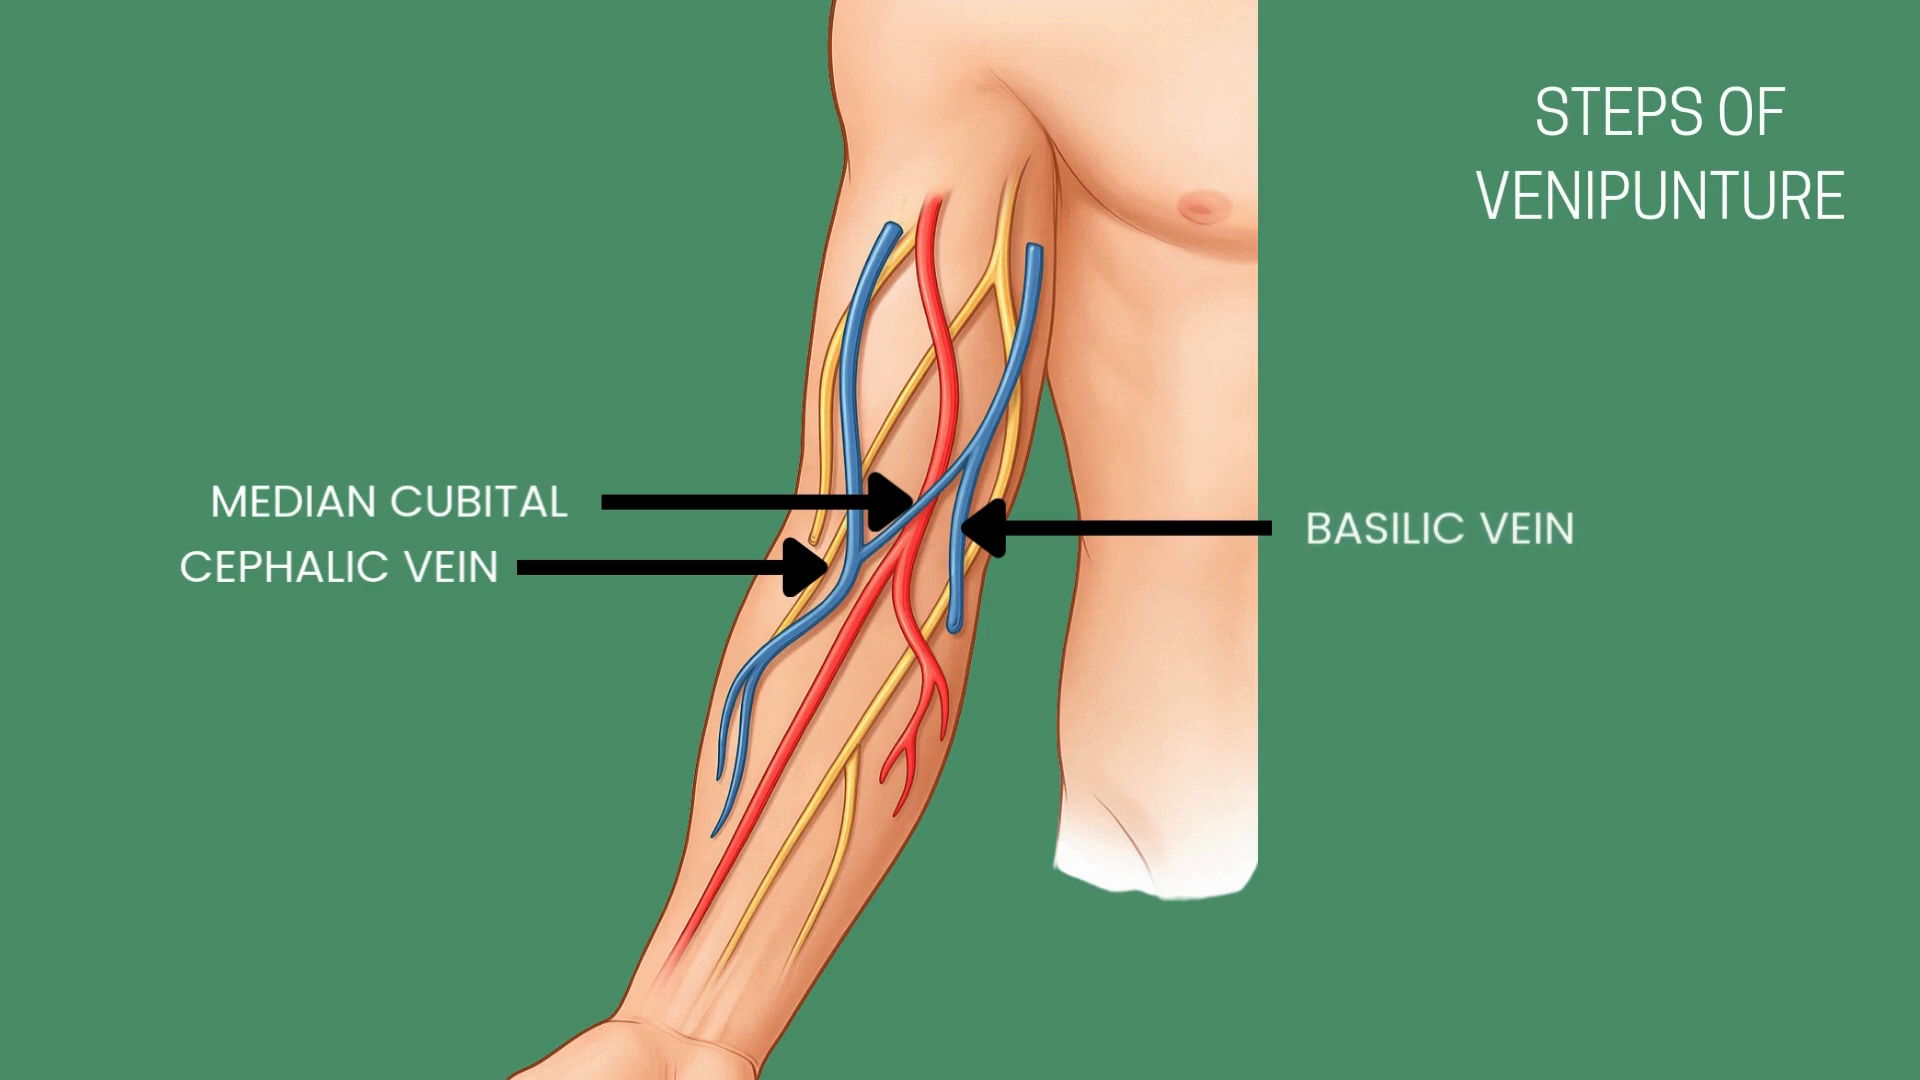 STEPS OF
VENIPUNTURE
MEDIAN CUBITAL
CEPHALIC VEIN
BASILIC VEIN